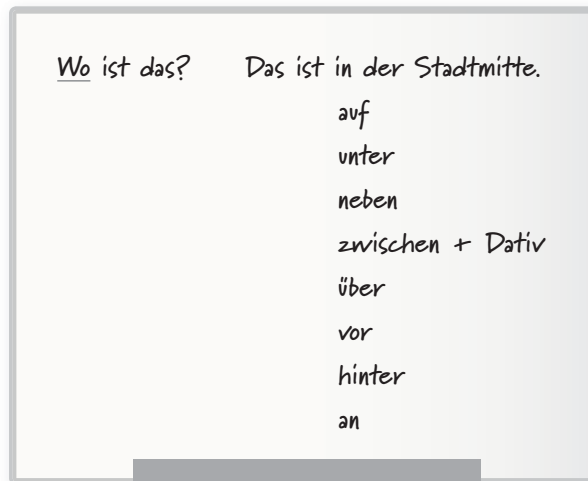 Wo ist das? Das ist in der Stadtmitte.
auf
unter
neben
zwischen + Dativ
über
vor
hinter
an